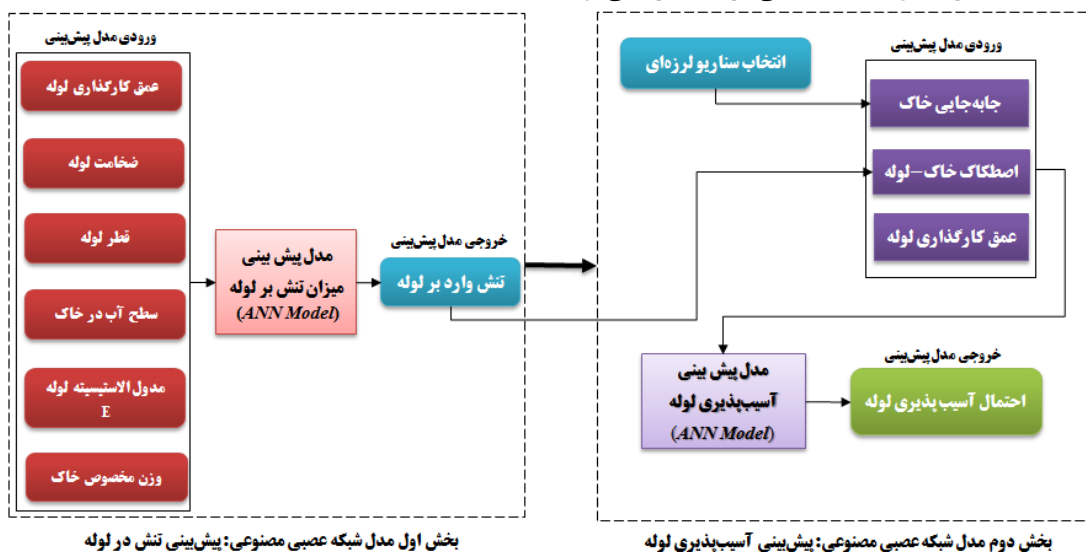 ورودی مدل پیش‌بینی
عمق کارگذاری لوله
ضخامت لوله
قطر لوله
سطح آب در خاک
مدول الاستیسیته لوله
E
وزن مخصوص خاک
مدل پیش بینی
میزان تنش بر لوله
(ANN Model)
خروجی مدل پیش‌بینی
تنش وارد بر لوله
بخش اول مدل شبکه عصبی مصنوعی: پیش‌بینی تنش در لوله
انتخاب سناریو لرزه‌ای
ورودی مدل پیش‌بینی
جابه‌جایی خاک
اصطکاک خاک-لوله
عمق کارگذاری لوله
مدل پیش بینی
آسیب‌پذیری لوله
(ANN Model)
خروجی مدل پیش‌بینی
احتمال آسیب پذیری لوله
بخش دوم مدل شبکه عصبی مصنوعی: پیش‌بینی آسیب‌پذیری لوله